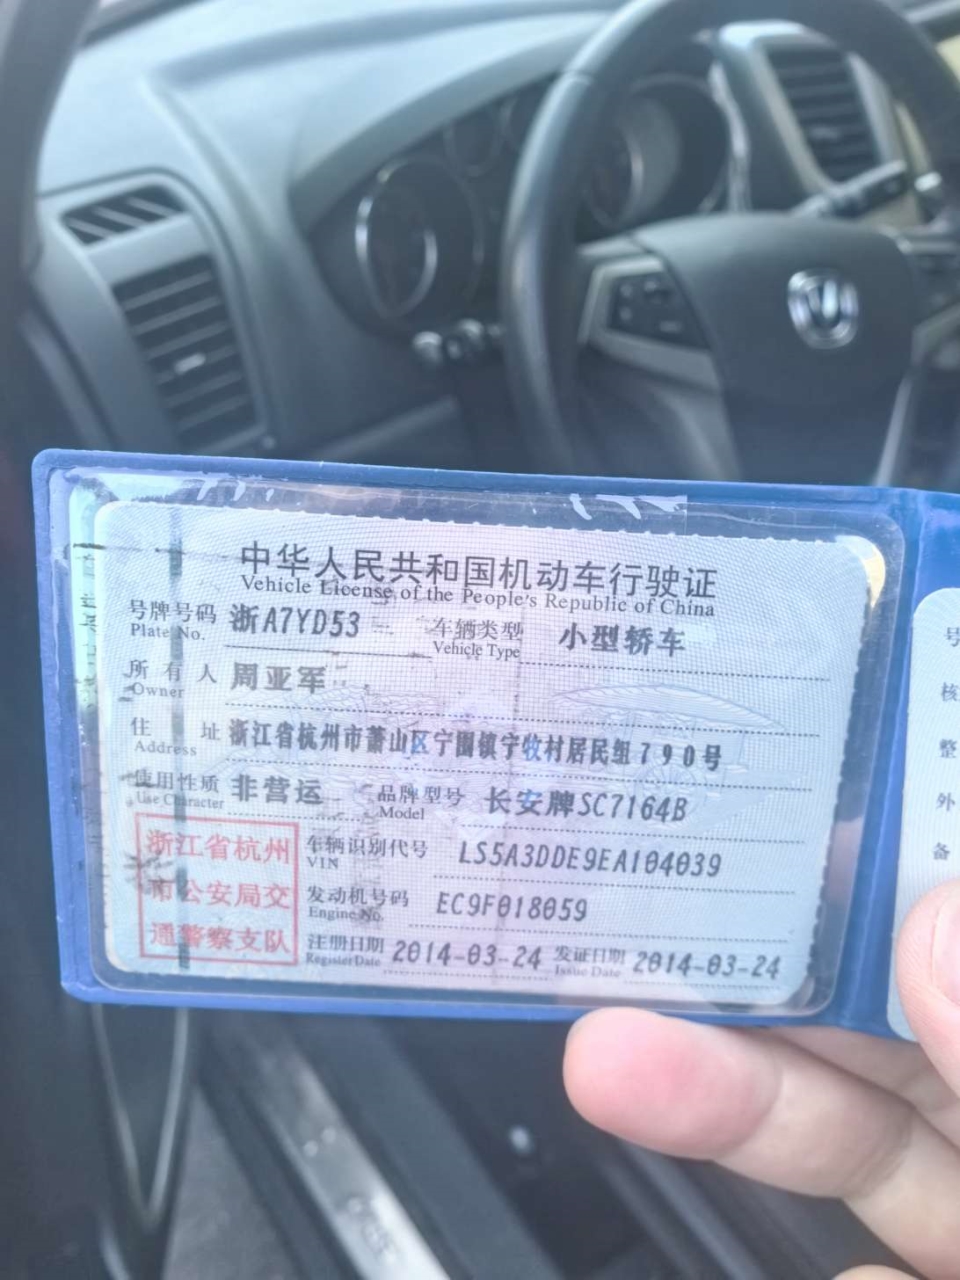 中华人民共和国机动车行驶证
Vehicle License of the People's Republic of China
号牌号码 浙A7YD53 车辆类型 小型轿车
Plate No. Vehicle Type
所有人 周亚军
Owner
住址 浙江省杭州市萧山区宁围镇宁牧村居民组790号
Address
使用性质 非营运 品牌型号 长安牌SC7164B
Use Character Model
浙江省杭州
市公安局交
通警察支队
车辆识别代号 LS5A3DDE9EA104039
VIN
发动机号码 EC9F018059
Engine No.
注册日期 2014-03-24 发证日期 2014-03-24
Register Date Issue Date
号
核
整
外
备